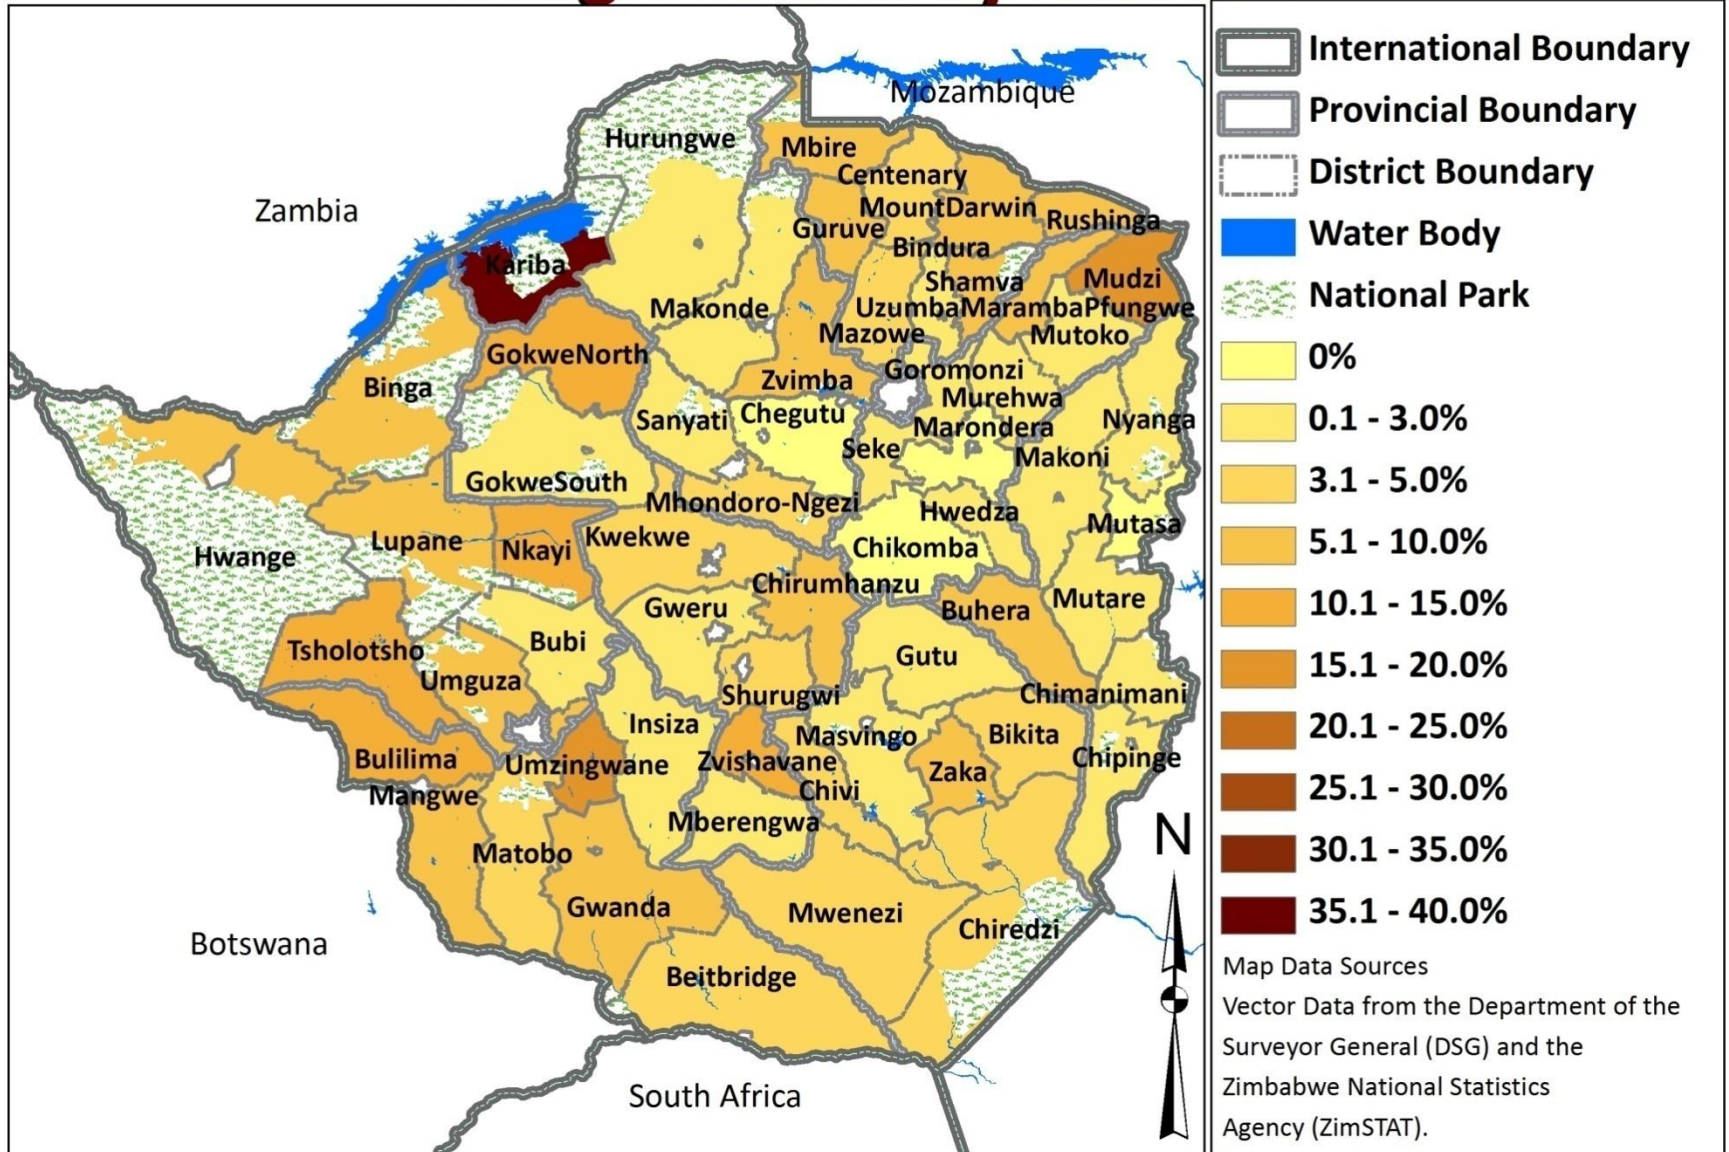 Mozambique
Hurungwe
Mbire
Centenary
Zambia
MountDarwin
Rushinga
Guruve
Bindura
Kariba
Shamva
Mudzi
Makonde
UzumbaMarambaPfungwe
Mazowe
Mutoko
GokweNorth
Goromonzi
Binga
Zvimba
Murehwa
Sanyati
Chegutu
Marondera
Nyanga
Seke
Makoni
GokweSouth
Mhondoro-Ngezi
Hwedza
Mutasa
Lupane
Nkayi
Kwekwe
Chikomba
Hwange
Chirumhanzu
Gweru
Buhera
Mutare
Tsholotsho
Bubi
Gutu
Umguza
Shurugwi
Chimanimani
Insiza
Masvingo
Bikita
Bulilima
Umzingwane
Zvishavane
Zaka
Chipinge
Mangwe
Chivi
Mberengwa
N
Matobo
Gwanda
Mwenezi
Chiredzi
Botswana
Beitbridge
South Africa
International Boundary
Provincial Boundary
District Boundary
Water Body
National Park
0%
0.1 - 3.0%
3.1 - 5.0%
5.1 - 10.0%
10.1 - 15.0%
15.1 - 20.0%
20.1 - 25.0%
25.1 - 30.0%
30.1 - 35.0%
35.1 - 40.0%
Map Data Sources
Vector Data from the Department of the
Surveyor General (DSG) and the
Zimbabwe National Statistics
Agency (ZimSTAT).